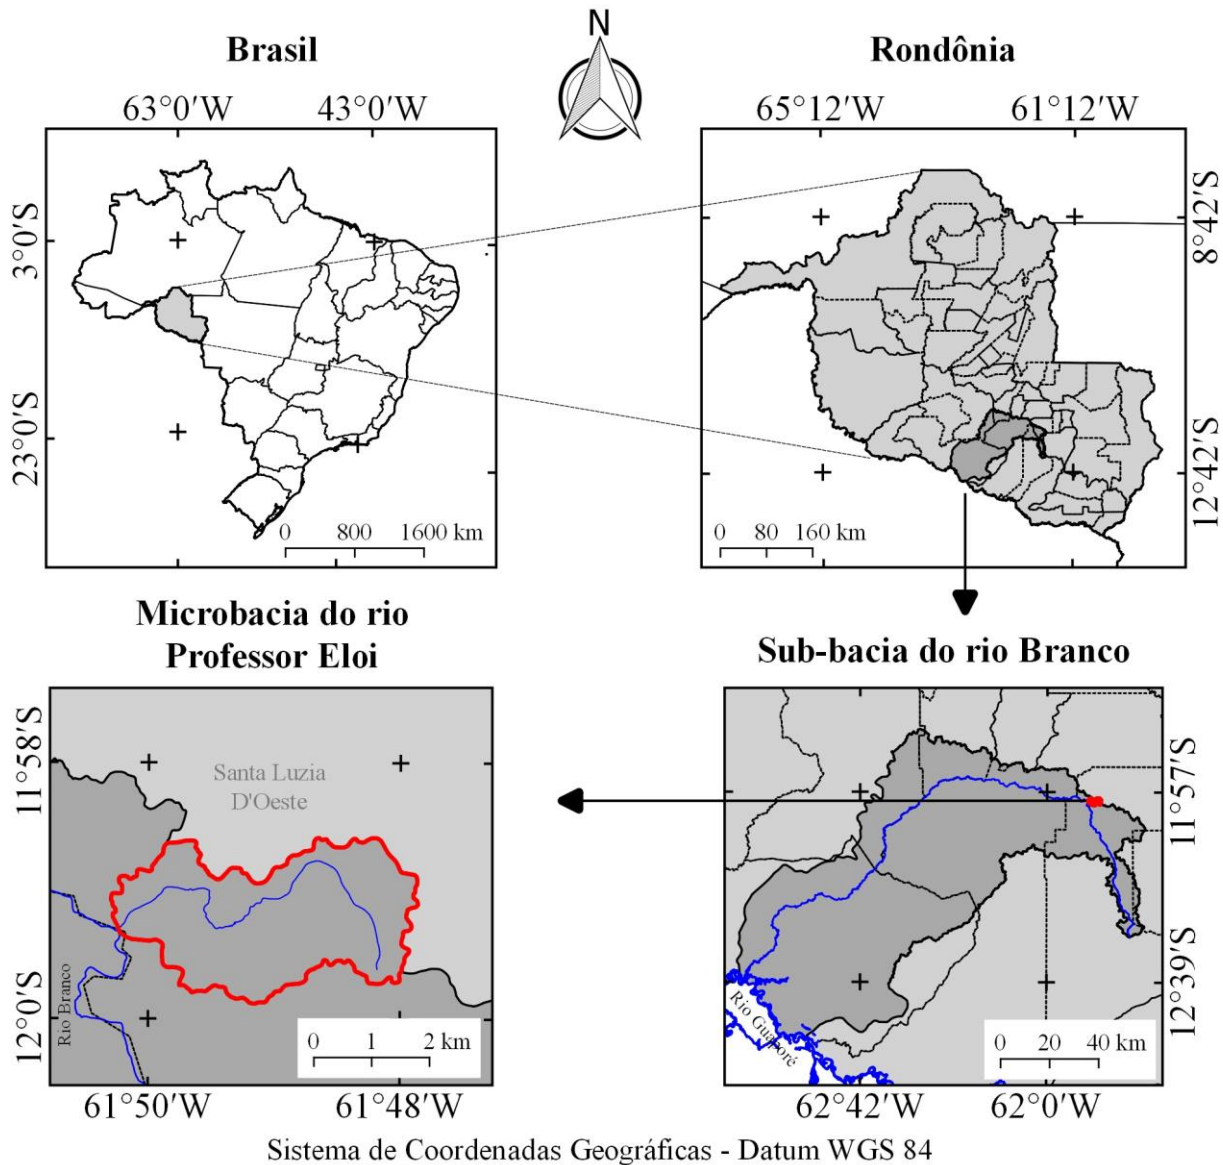 N
Brasil
Rondônia
63°0'W
43°0'W
65°12'W
61°12'W
3°0'S
23°0'S
8°42'S
12°42'S
0 800 1600 km
0 80 160 km
Microbacia do rio
Professor Eloi
Sub-bacia do rio Branco
11°58'S
12°0'S
Santa Luzia
D'Oeste
Rio Branco
0 1 2 km
11°57'S
12°39'S
Rio Guaporé
0 20 40 km
61°50'W
61°48'W
62°42'W
62°0'W
Sistema de Coordenadas Geográficas - Datum WGS 84